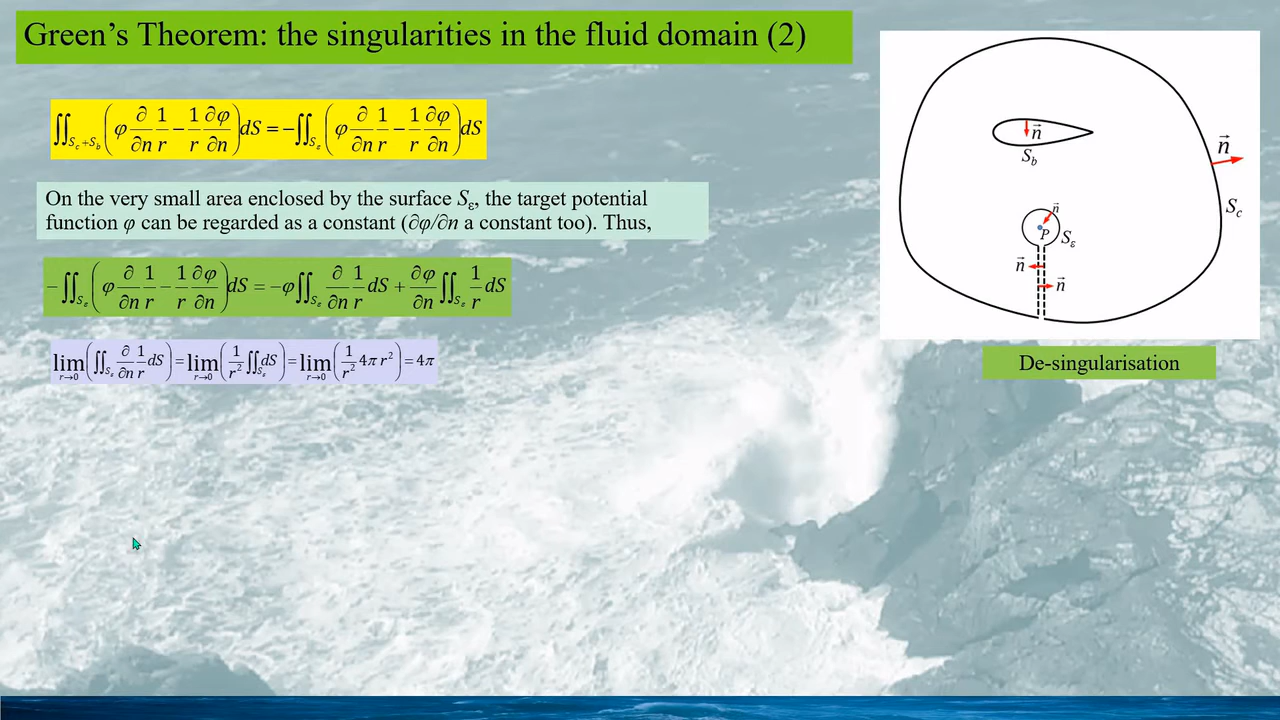 Green’s Theorem: the singularities in the fluid domain (2)
∬_{S_c+S_b} (φ ∂/∂n 1/r − 1/r ∂φ/∂n) dS = −∬_{S_ε} (φ ∂/∂n 1/r − 1/r ∂φ/∂n) dS
On the very small area enclosed by the surface S_ε, the target potential
function φ can be regarded as a constant (∂φ/∂n a constant too). Thus,
−∬_{S_ε} (φ ∂/∂n 1/r − 1/r ∂φ/∂n) dS = −φ∬_{S_ε} ∂/∂n 1/r dS + ∂φ/∂n ∬_{S_ε} 1/r dS
lim_{r→0} (∬_{S_ε} ∂/∂n 1/r dS) = lim_{r→0} (1/r² ∬_{S_ε} dS) = lim_{r→0} (1/r² 4π r²) = 4π
n⃗
S_b
n⃗
S_c
n⃗
P
S_ε
n⃗
n⃗
De-singularisation